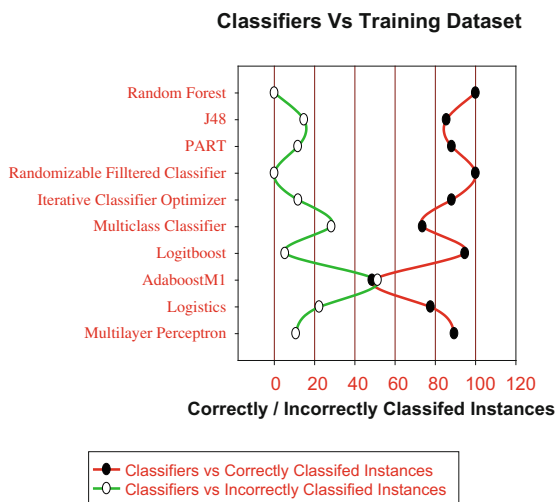 Classifiers Vs Training Dataset
Random Forest
J48
PART
Randomizable Filltered Classifier
Iterative Classifier Optimizer
Multiclass Classifier
Logitboost
AdaboostM1
Logistics
Multilayer Perceptron
0 20 40 60 80 100 120
Correctly / Incorrectly Classifed Instances
Classifiers vs Correctly Classifed Instances
Classifiers vs Incorrectly Classifed Instances